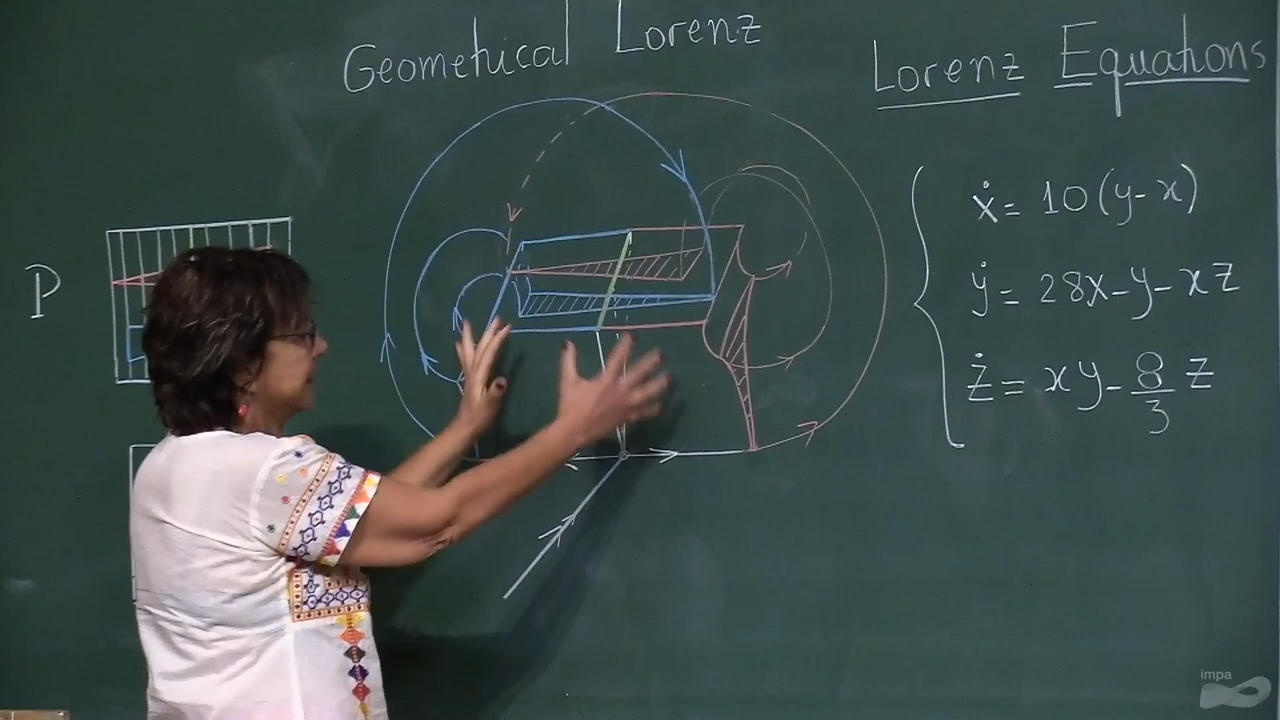 Geometrical Lorenz
Lorenz Equations
P
ẋ = 10(y-x)
ẏ = 28x-y-xz
ż = xy-8/3 z
impa